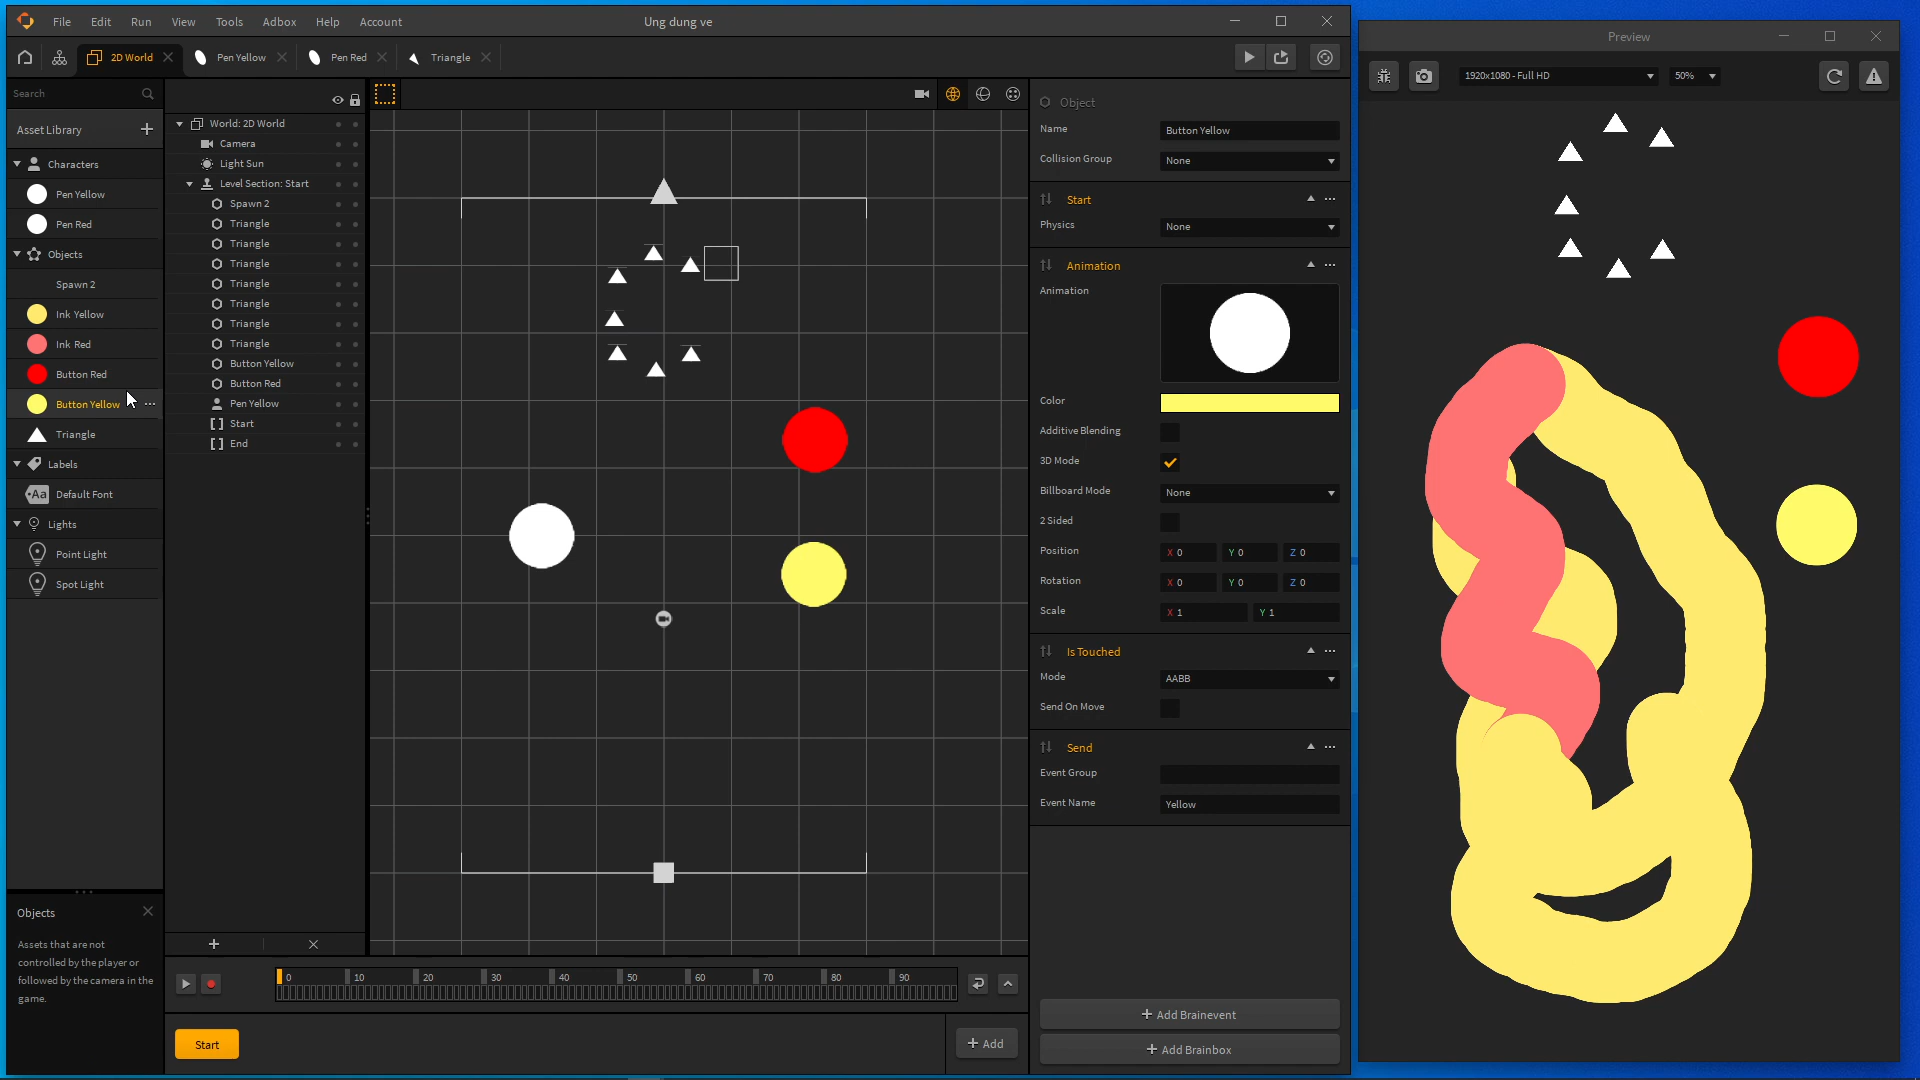 File Edit Run View Tools Adbox Help Account
Ung dung ve
2D World
Pen Yellow
Pen Red
Triangle
Search
Asset Library
Characters
Pen Yellow
Pen Red
Objects
Spawn 2
Ink Yellow
Ink Red
Button Red
Button Yellow
Triangle
Labels
Aa Default Font
Lights
Point Light
Spot Light
Objects
Assets that are not
controlled by the player or
followed by the camera in the
game.
World: 2D World
Camera
Light Sun
Level Section: Start
Spawn 2
Triangle
Triangle
Triangle
Triangle
Triangle
Triangle
Triangle
Button Yellow
Button Red
Pen Yellow
Start
End
0 10 20 30 40 50 60 70 80 90
Start
Add
Object
Name Button Yellow
Collision Group None
Start
Physics None
Animation
Animation
Color
Additive Blending
3D Mode
Billboard Mode None
2 Sided
Position X 0 Y 0 Z 0
Rotation X 0 Y 0 Z 0
Scale X 1 Y 1
Is Touched
Mode AABB
Send On Move
Send
Event Group
Event Name Yellow
Add Brainevent
Add Brainbox
Preview
1920x1080 - Full HD
50%